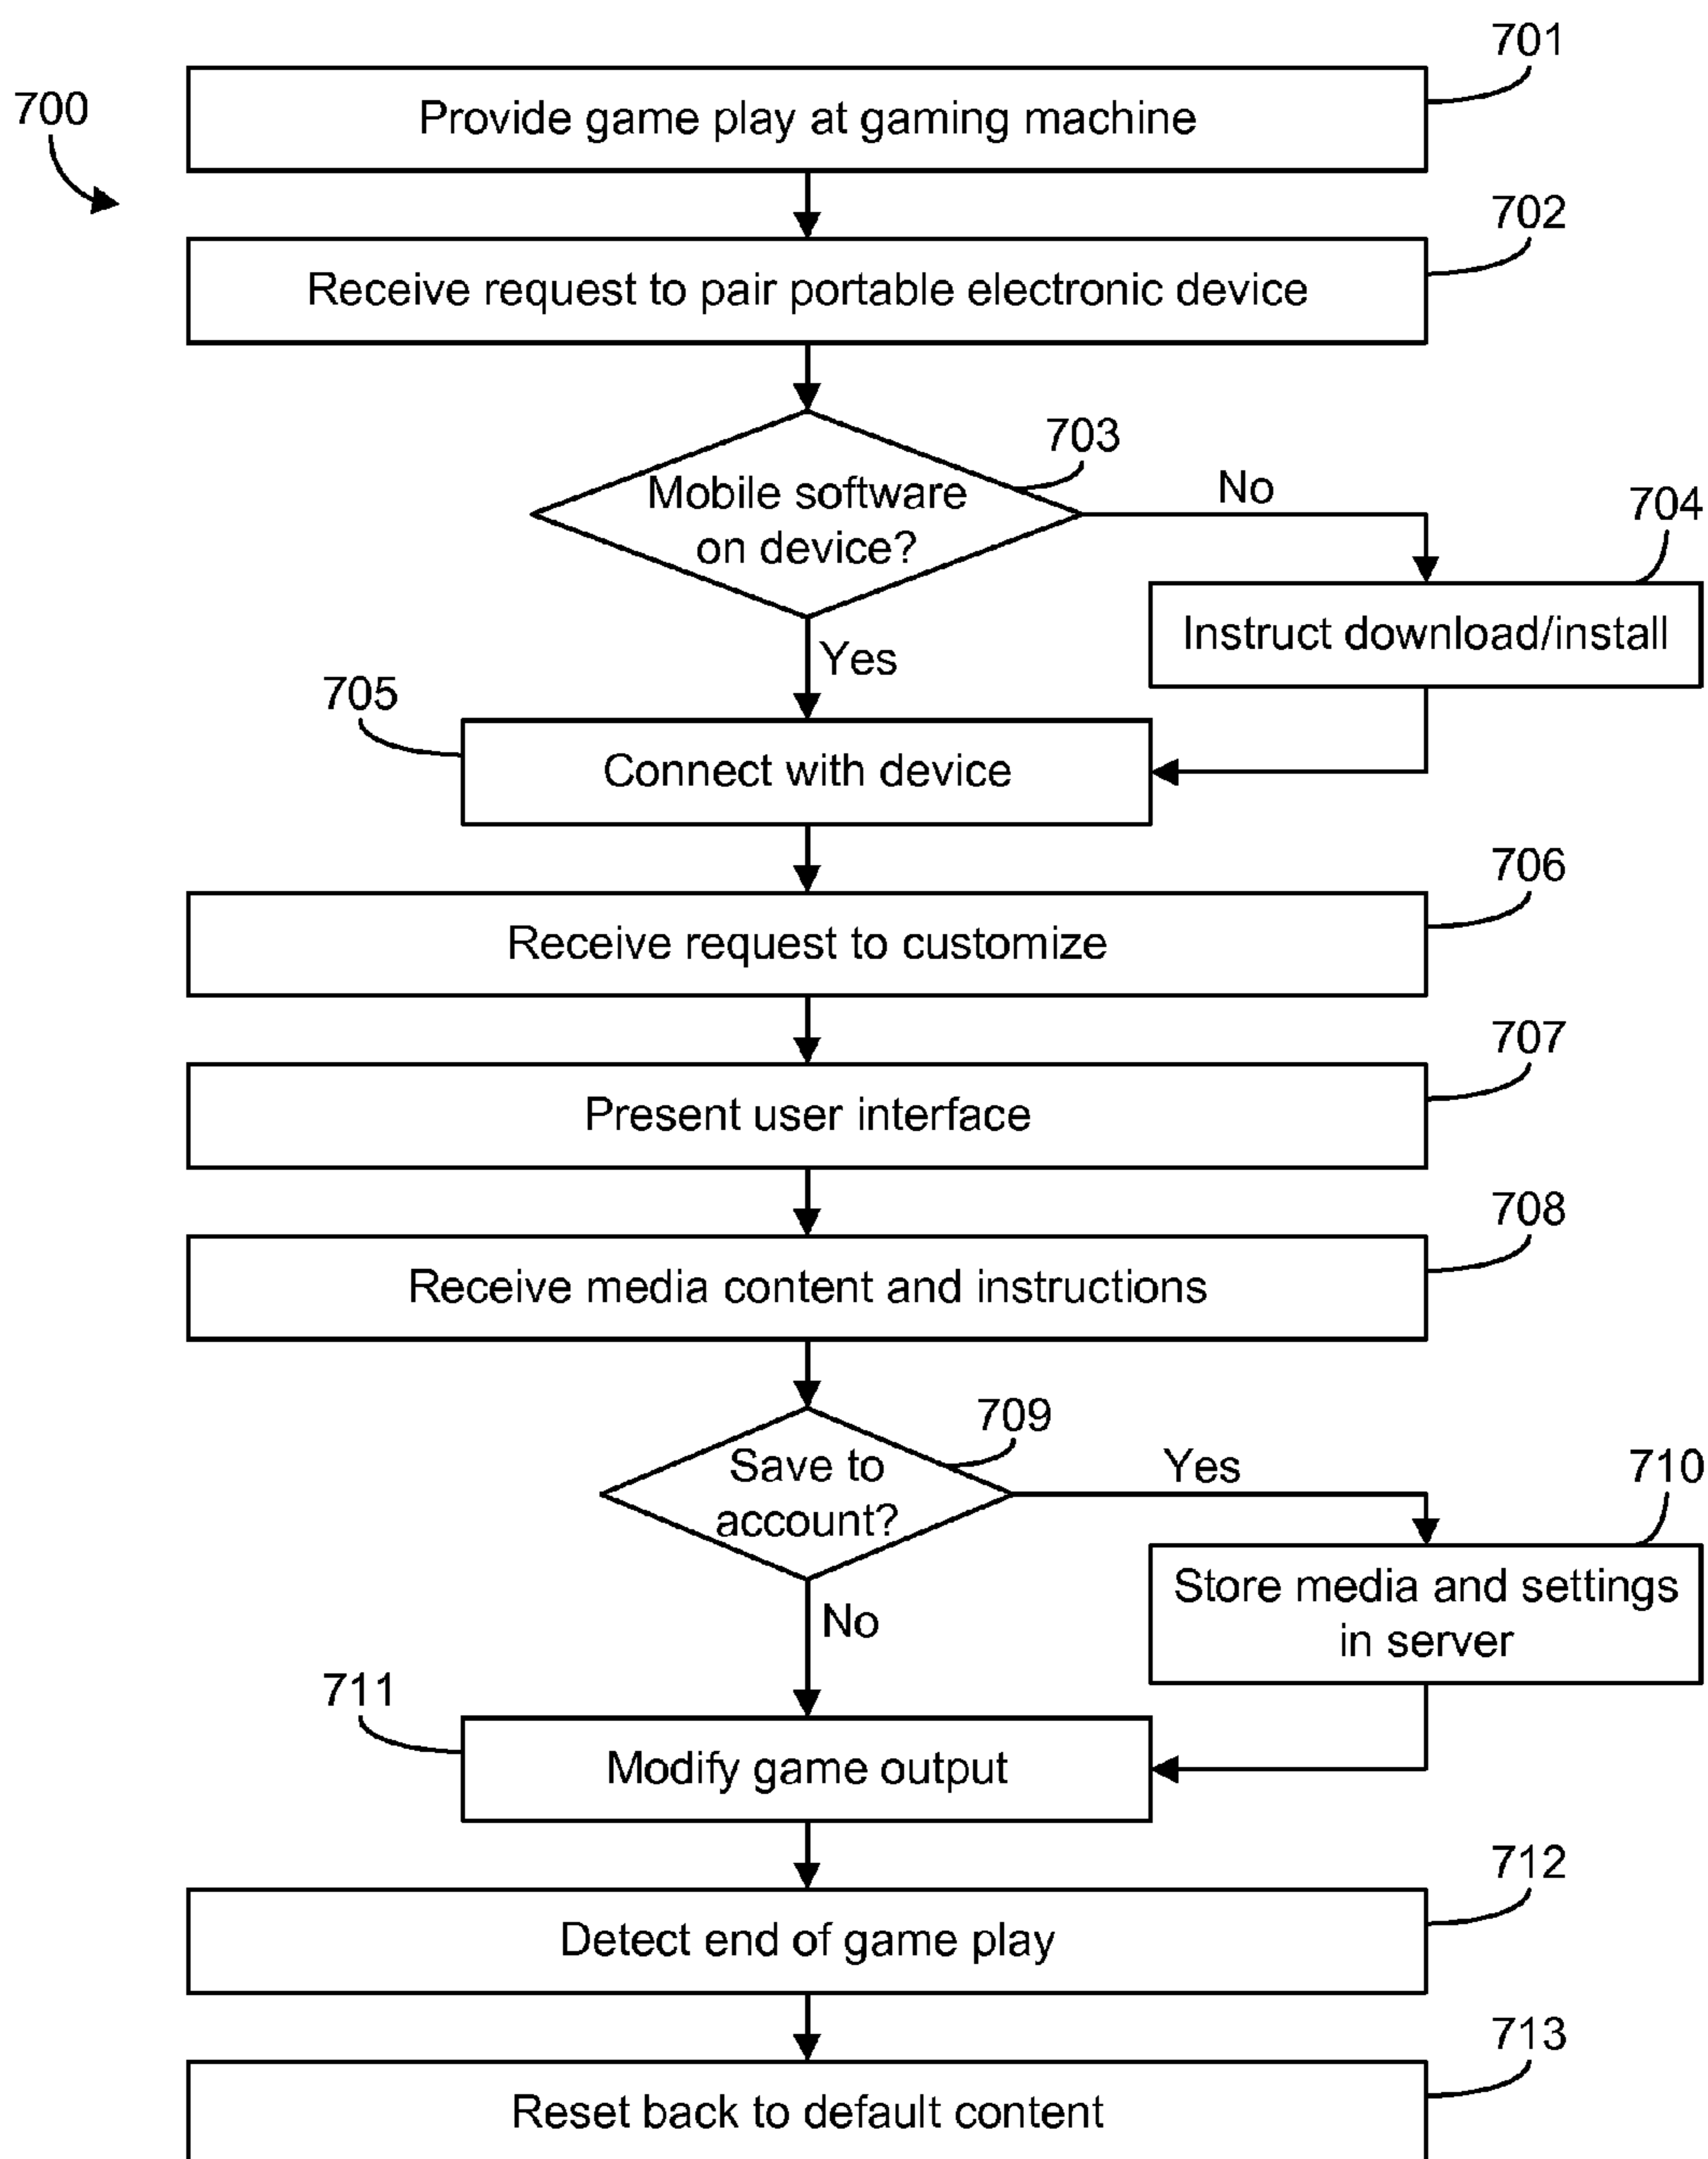 701
700
Provide game play at gaming machine
702
Receive request to pair portable electronic device
703
Mobile software
on device?
No
704
Instruct download/install
Yes
705
Connect with device
706
Receive request to customize
707
Present user interface
708
Receive media content and instructions
709
Save to
account?
Yes
710
Store media and settings
in server
No
711
Modify game output
712
Detect end of game play
713
Reset back to default content